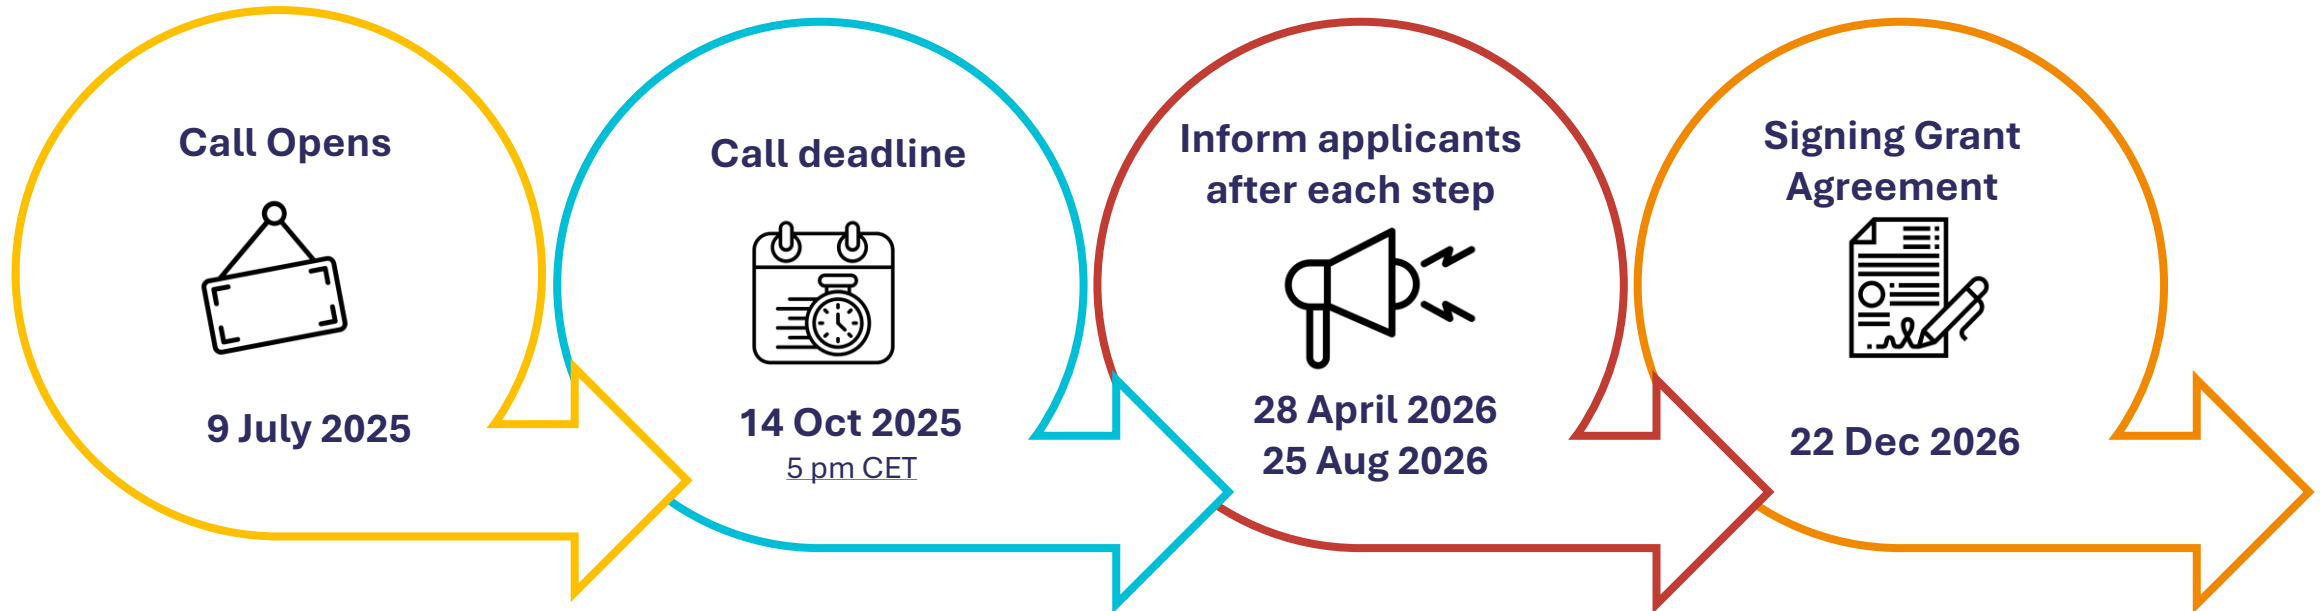 Call Opens
9 July 2025
Call deadline
14 Oct 2025
5 pm CET
Inform applicants
after each step
28 April 2026
25 Aug 2026
Signing Grant
Agreement
22 Dec 2026